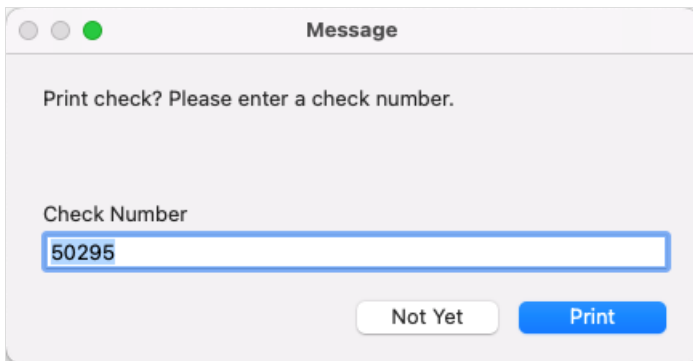 Message
Print check? Please enter a check number.
Check Number
50295
Not Yet
Print